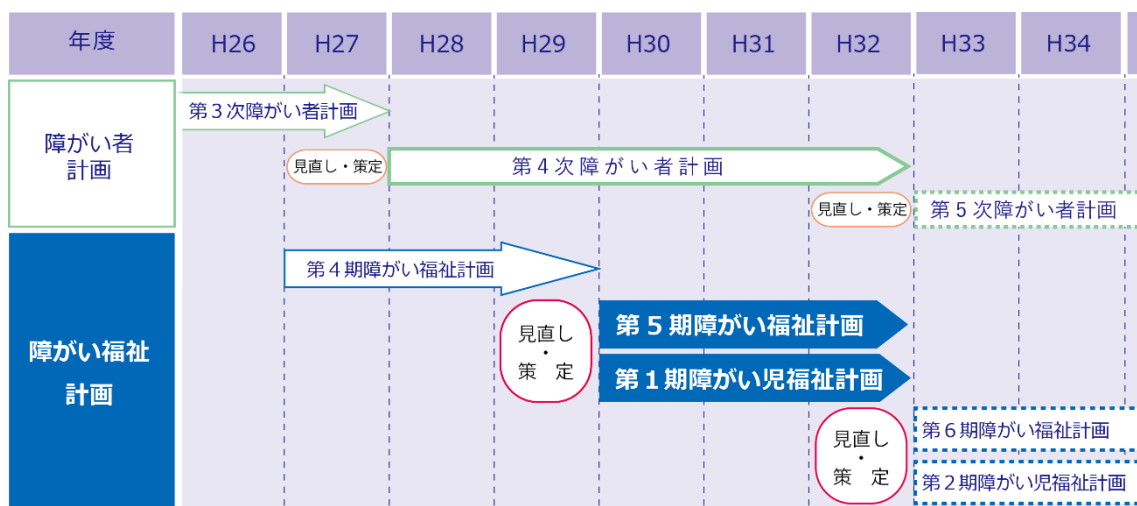 年度
H26
H27
H28
H29
H30
H31
H32
H33
H34
障がい者
計画
第3次障がい者計画
見直し・策定
第4次障がい者計画
見直し・策定
第5次障がい者計画
障がい福祉
計画
第4期障がい福祉計画
見直し
・
策 定
第5期障がい福祉計画
第1期障がい児福祉計画
見直し
・
策 定
第6期障がい福祉計画
第2期障がい児福祉計画